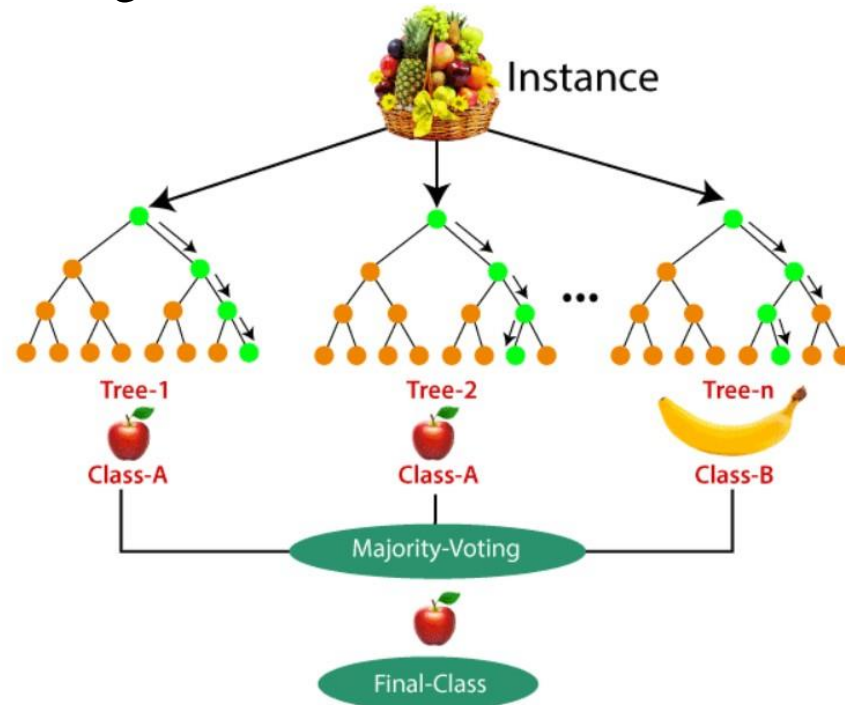 Instance
...
Tree-1
Tree-2
Tree-n
Class-A
Class-A
Class-B
Majority-Voting
Final-Class